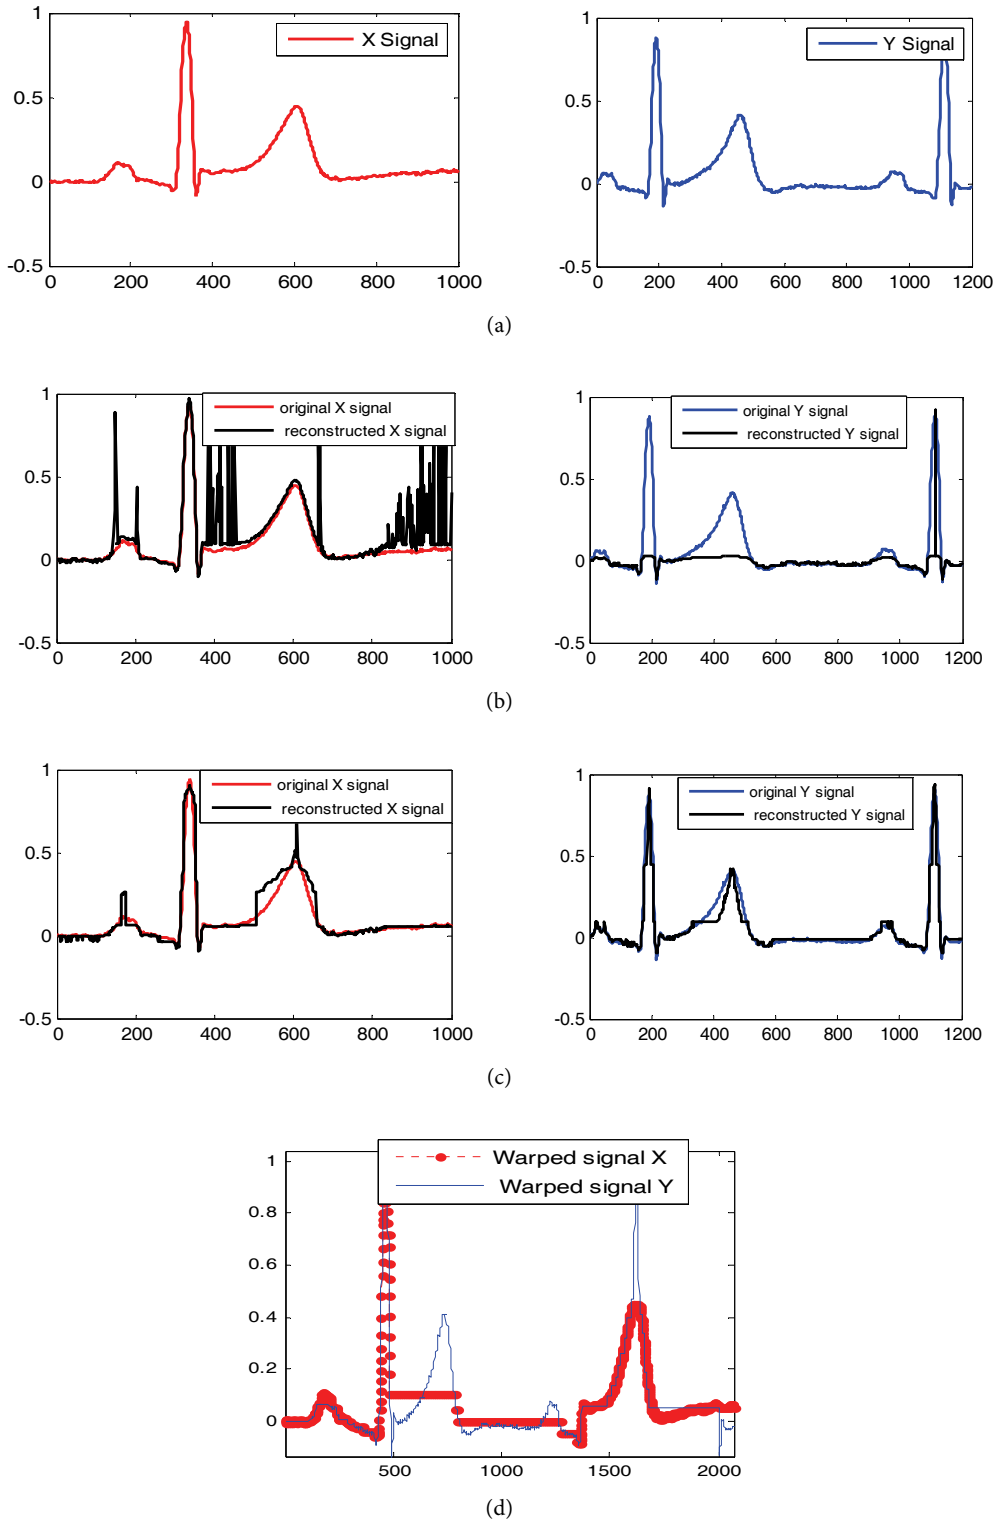 1
0.5
0
-0.5
0 200 400 600 800 1000
X Signal
1
0.5
0
-0.5
0 200 400 600 800 1000 1200
Y Signal
(a)
1
0.5
0
-0.5
0 200 400 600 800 1000
original X signal
reconstructed X signal
1
0.5
0
-0.5
0 200 400 600 800 1000 1200
original Y signal
reconstructed Y signal
(b)
1
0.5
0
-0.5
0 200 400 600 800 1000
original X signal
reconstructed X signal
1
0.5
0
-0.5
0 200 400 600 800 1000 1200
original Y signal
reconstructed Y signal
(c)
1
0.8
0.6
0.4
0.2
0
500 1000 1500 2000
Warped signal X
Warped signal Y
(d)